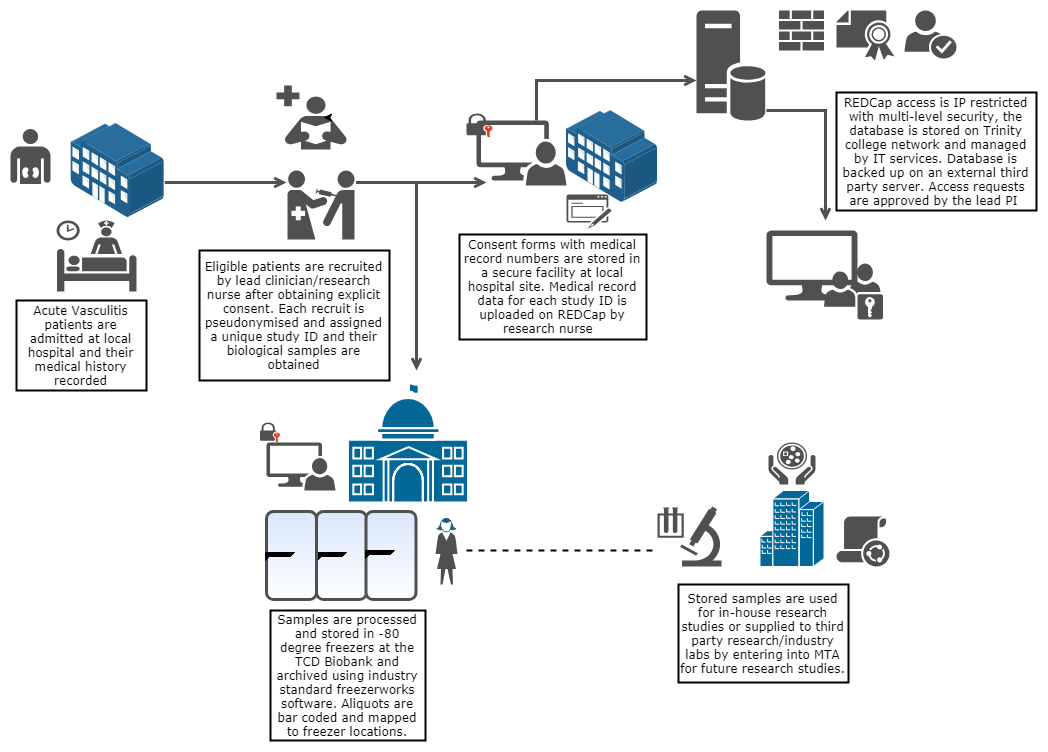 REDCap access is IP restricted
with multi-level security, the
database is stored on Trinity
college network and managed
by IT services. Database is
backed up on an external third
party server. Access requests
are approved by the lead PI
Consent forms with medical
record numbers are stored in
a secure facility at local
hospital site. Medical record
data for each study ID is
uploaded on REDCap by
research nurse
Eligible patients are recruited
by lead clinician/research
nurse after obtaining explicit
consent. Each recruit is
pseudonymised and assigned
a unique study ID and their
biological samples are
obtained
Acute Vasculitis
patients are
admitted at local
hospital and their
medical history
recorded
Stored samples are used
for in-house research
studies or supplied to third
party research/industry
labs by entering into MTA
for future research studies.
Samples are processed
and stored in -80
degree freezers at the
TCD Biobank and
archived using industry
standard freezerworks
software. Aliquots are
bar coded and mapped
to freezer locations.